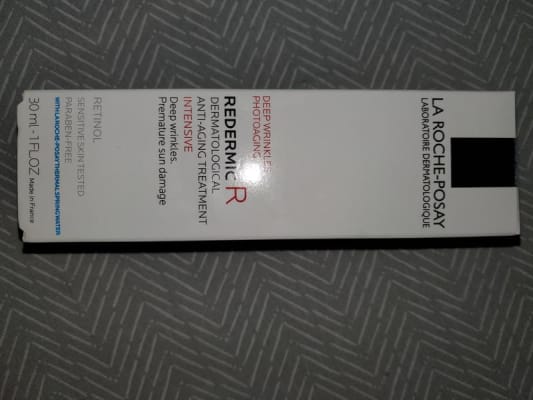 LA ROCHE-POSAY
LABORATOIRE DERMATOLOGIQUE
DEEP WRINKLES
PHOTOAGING
REDERMIC R
DERMATOLOGICAL
ANTI-AGING TREATMENT
INTENSIVE
Deep wrinkles.
Premature sun damage
RETINOL
SENSITIVE SKIN TESTED
PARABEN-FREE
WITH LA ROCHE-POSAY THERMAL SPRING WATER
30 ml - 1 FL.OZ Made in France